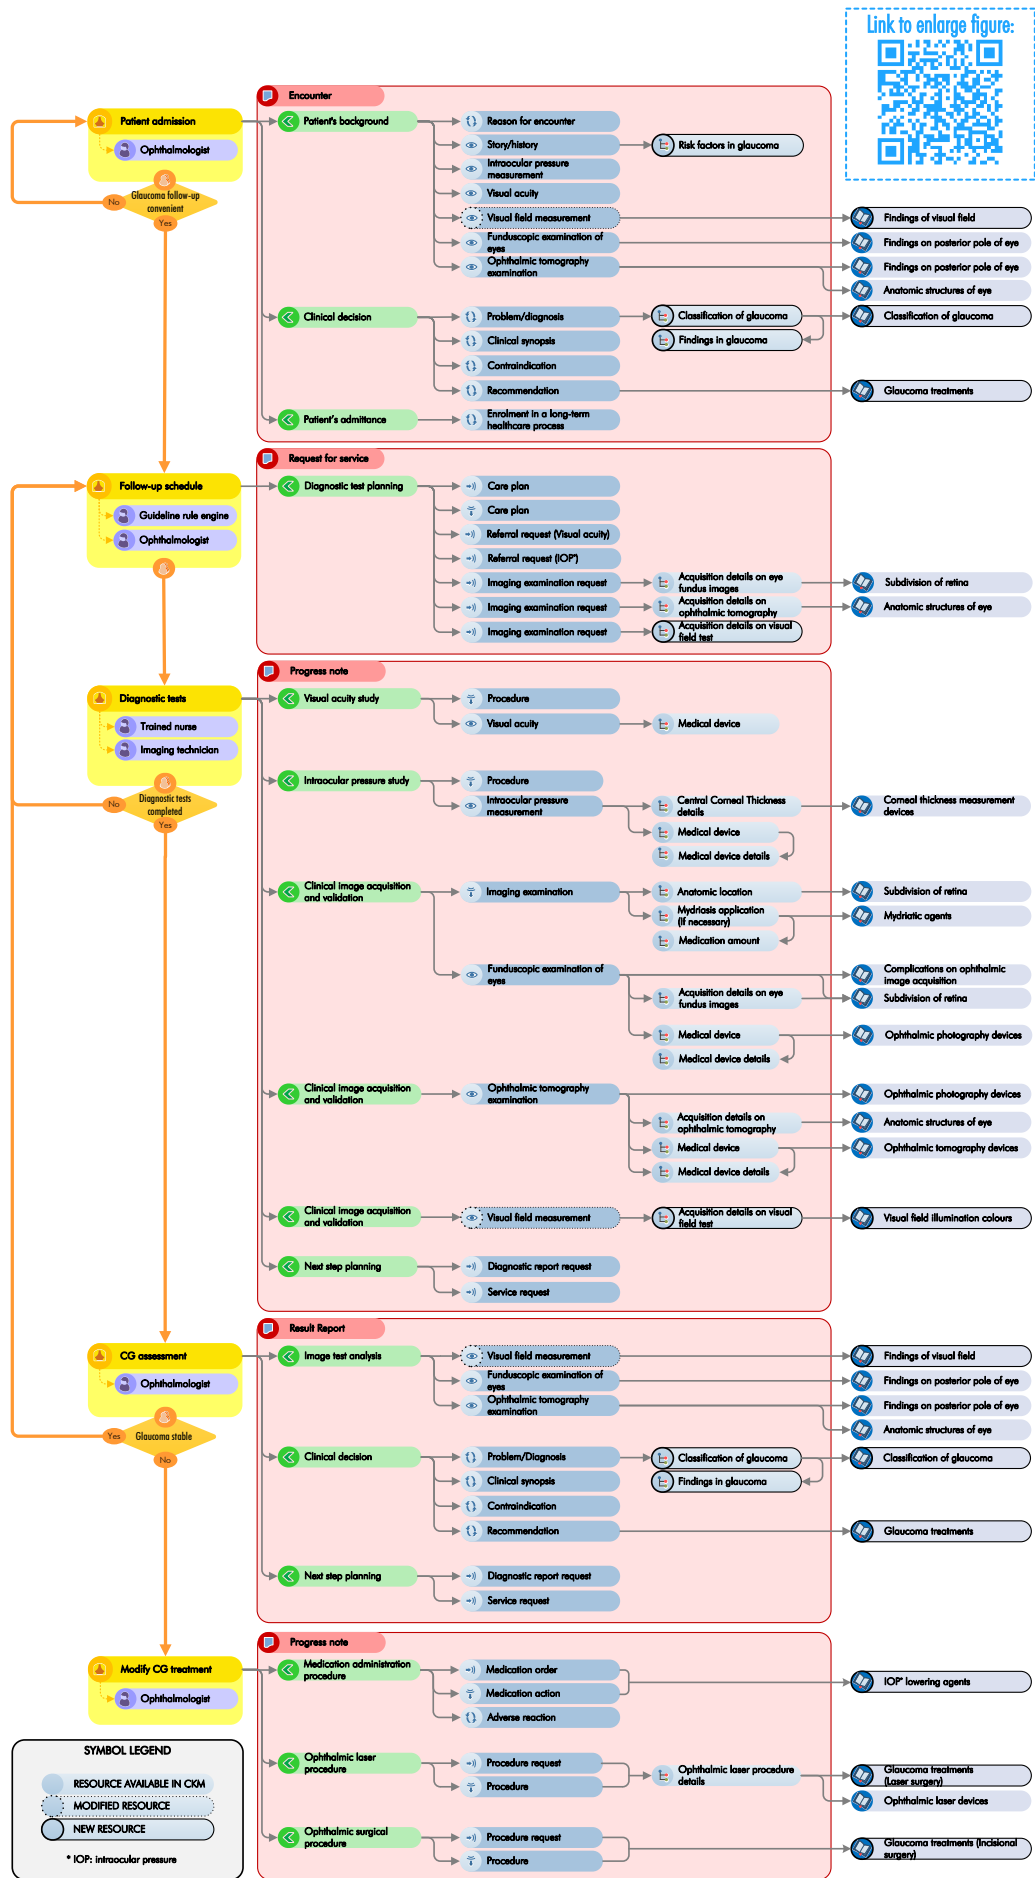 Link to enlarge figure:
Encounter
Patient admission
Ophthalmologist
Glaucoma follow-up
convenient
No
Yes
Patient's background
Reason for encounter
Story/history
Risk factors in glaucoma
Intraocular pressure
measurement
Visual acuity
Visual field measurement
Findings of visual field
Funduscopic examination of
eyes
Findings on posterior pole of eye
Ophthalmic tomography
examination
Findings on posterior pole of eye
Anatomic structures of eye
Clinical decision
Problem/diagnosis
Classification of glaucoma
Classification of glaucoma
Clinical synopsis
Findings in glaucoma
Contraindication
Recommendation
Glaucoma treatments
Patient's admittance
Enrolment in a long-term
healthcare process
Request for service
Follow-up schedule
Guideline rule engine
Ophthalmologist
Diagnostic test planning
Care plan
Care plan
Referral request (Visual acuity)
Referral request (IOP*)
Imaging examination request
Acquisition details on eye
fundus images
Subdivision of retina
Imaging examination request
Acquisition details on
ophthalmic tomography
Anatomic structures of eye
Imaging examination request
Acquisition details on visual
field test
Progress note
Diagnostic tests
Trained nurse
Imaging technician
Diagnostic tests
completed
No
Yes
Visual acuity study
Procedure
Visual acuity
Medical device
Intraocular pressure study
Procedure
Intraocular pressure
measurement
Central Corneal Thickness
details
Corneal thickness measurement
devices
Medical device
Medical device details
Clinical image acquisition
and validation
Imaging examination
Anatomic location
Subdivision of retina
Mydriasis application
(if necessary)
Mydriatic agents
Medication amount
Funduscopic examination of
eyes
Complications on ophthalmic
image acquisition
Acquisition details on eye
fundus images
Subdivision of retina
Medical device
Ophthalmic photography devices
Medical device details
Clinical image acquisition
and validation
Ophthalmic tomography
examination
Ophthalmic photography devices
Acquisition details on
ophthalmic tomography
Anatomic structures of eye
Medical device
Ophthalmic tomography devices
Medical device details
Clinical image acquisition
and validation
Visual field measurement
Acquisition details on visual
field test
Visual field illumination colours
Next step planning
Diagnostic report request
Service request
Result Report
CG assessment
Ophthalmologist
Glaucoma stable
Yes
No
Image test analysis
Visual field measurement
Findings of visual field
Funduscopic examination of
eyes
Findings on posterior pole of eye
Ophthalmic tomography
examination
Findings on posterior pole of eye
Anatomic structures of eye
Clinical decision
Problem/Diagnosis
Classification of glaucoma
Classification of glaucoma
Clinical synopsis
Findings in glaucoma
Contraindication
Recommendation
Glaucoma treatments
Next step planning
Diagnostic report request
Service request
Progress note
Modify CG treatment
Ophthalmologist
Medication administration
procedure
Medication order
Medication action
IOP* lowering agents
Adverse reaction
Ophthalmic laser
procedure
Procedure request
Procedure
Ophthalmic laser procedure
details
Glaucoma treatments
(Laser surgery)
Ophthalmic laser devices
Ophthalmic surgical
procedure
Procedure request
Procedure
Glaucoma treatments (Incisional
surgery)
SYMBOL LEGEND
RESOURCE AVAILABLE IN CKM
MODIFIED RESOURCE
NEW RESOURCE
* IOP: intraocular pressure